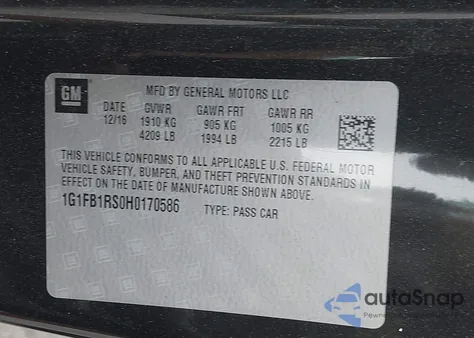 GM
MFD BY GENERAL MOTORS LLC
DATE GVWR GAWR FRT GAWR RR
12/16 1910 KG 905 KG 1005 KG
4209 LB 1994 LB 2215 LB
THIS VEHICLE CONFORMS TO ALL APPLICABLE U.S. FEDERAL MOTOR
VEHICLE SAFETY, BUMPER, AND THEFT PREVENTION STANDARDS IN
EFFECT ON THE DATE OF MANUFACTURE SHOWN ABOVE.
1G1FB1RS0H0170586 TYPE: PASS CAR
autoSnap